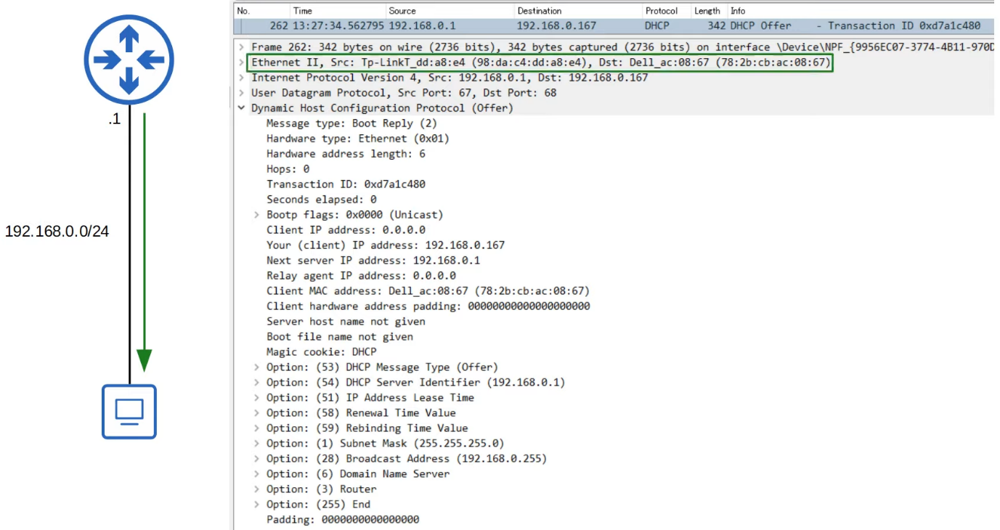 .1
192.168.0.0/24
No. Time Source Destination Protocol Length Info
262 13:27:34.562795 192.168.0.1 192.168.0.167 DHCP 342 DHCP Offer - Transaction ID 0xd7a1c480
Frame 262: 342 bytes on wire (2736 bits), 342 bytes captured (2736 bits) on interface \Device\NPF_{9956EC07-3774-4B11-970D
Ethernet II, Src: Tp-LinkT_dd:a8:e4 (98:da:c4:dd:a8:e4), Dst: Dell_ac:08:67 (78:2b:cb:ac:08:67)
Internet Protocol Version 4, Src: 192.168.0.1, Dst: 192.168.0.167
User Datagram Protocol, Src Port: 67, Dst Port: 68
Dynamic Host Configuration Protocol (Offer)
Message type: Boot Reply (2)
Hardware type: Ethernet (0x01)
Hardware address length: 6
Hops: 0
Transaction ID: 0xd7a1c480
Seconds elapsed: 0
Bootp flags: 0x0000 (Unicast)
Client IP address: 0.0.0.0
Your (client) IP address: 192.168.0.167
Next server IP address: 192.168.0.1
Relay agent IP address: 0.0.0.0
Client MAC address: Dell_ac:08:67 (78:2b:cb:ac:08:67)
Client hardware address padding: 00000000000000000000
Server host name not given
Boot file name not given
Magic cookie: DHCP
Option: (53) DHCP Message Type (Offer)
Option: (54) DHCP Server Identifier (192.168.0.1)
Option: (51) IP Address Lease Time
Option: (58) Renewal Time Value
Option: (59) Rebinding Time Value
Option: (1) Subnet Mask (255.255.255.0)
Option: (28) Broadcast Address (192.168.0.255)
Option: (6) Domain Name Server
Option: (3) Router
Option: (255) End
Padding: 0000000000000000